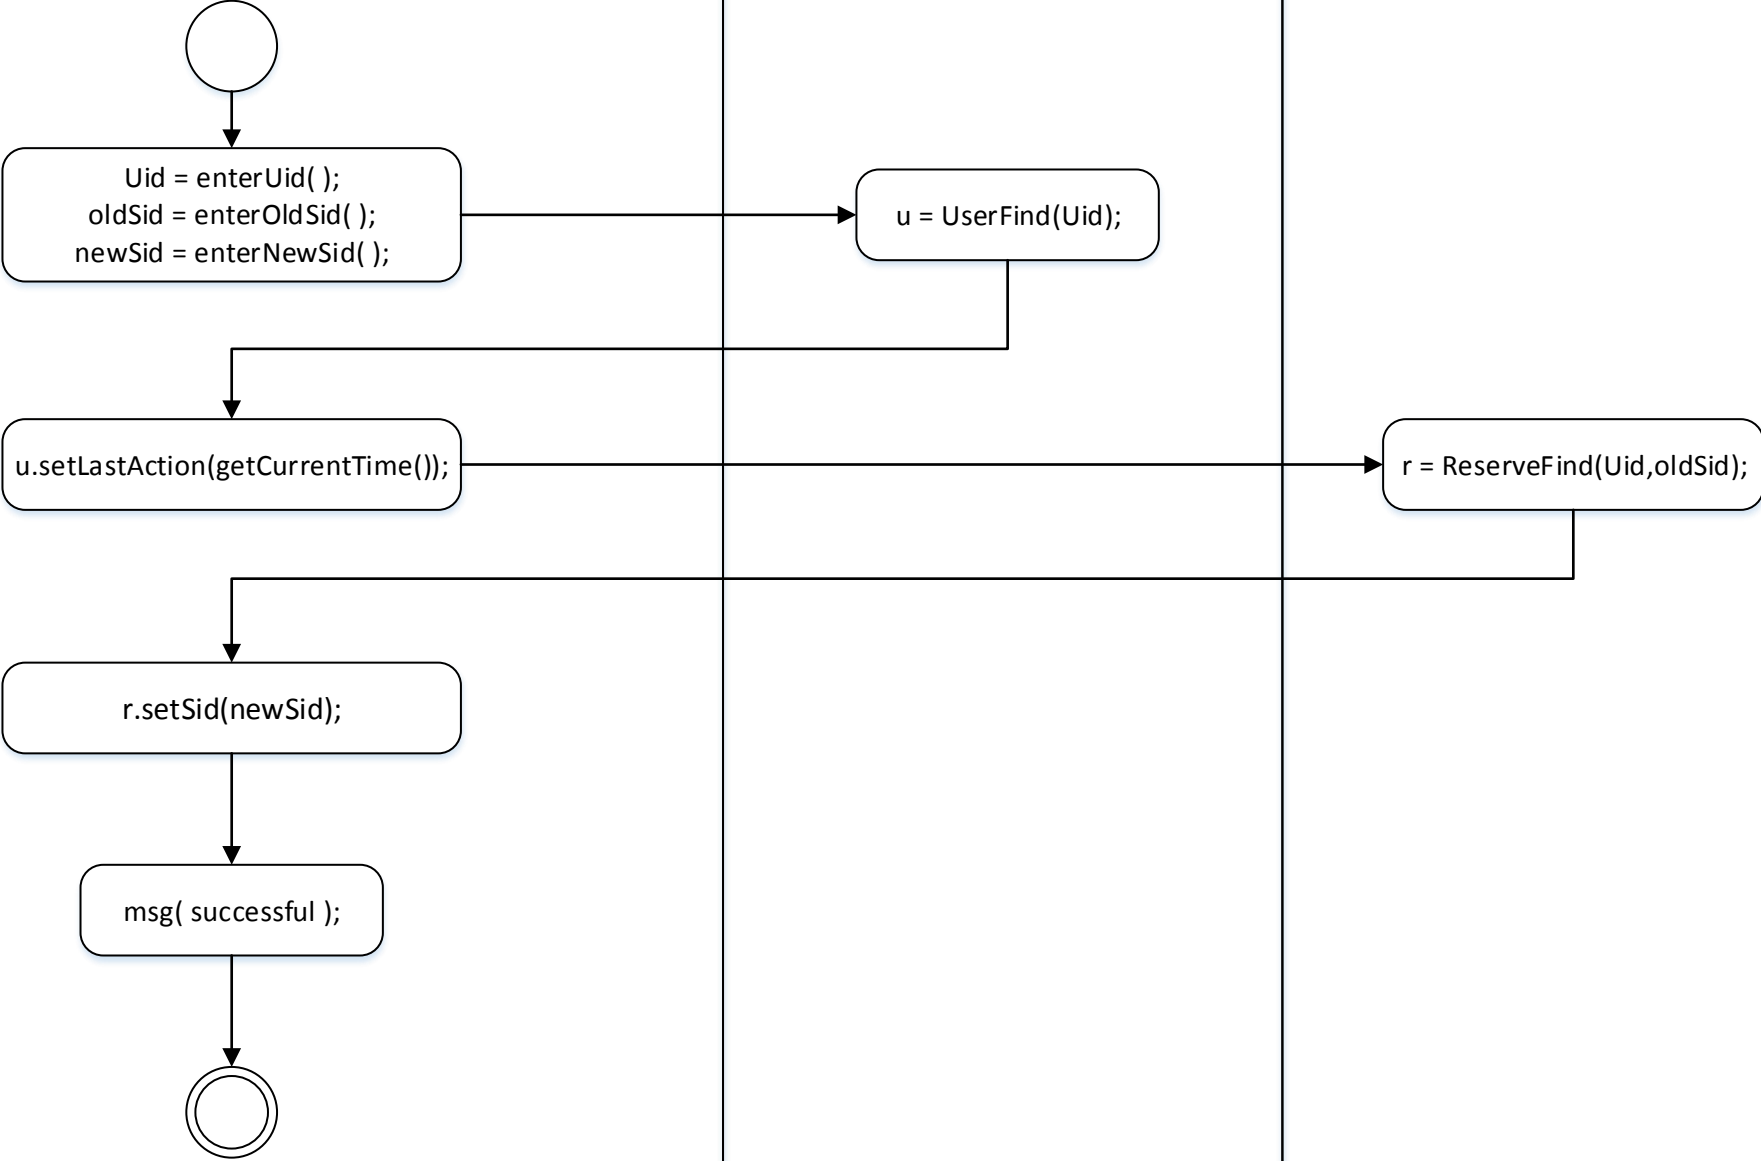 Uid = enterUid( );
oldSid = enterOldSid( );
newSid = enterNewSid( );
u = UserFind(Uid);
u.setLastAction(getCurrentTime());
r = ReserveFind(Uid,oldSid);
r.setSid(newSid);
msg( successful );